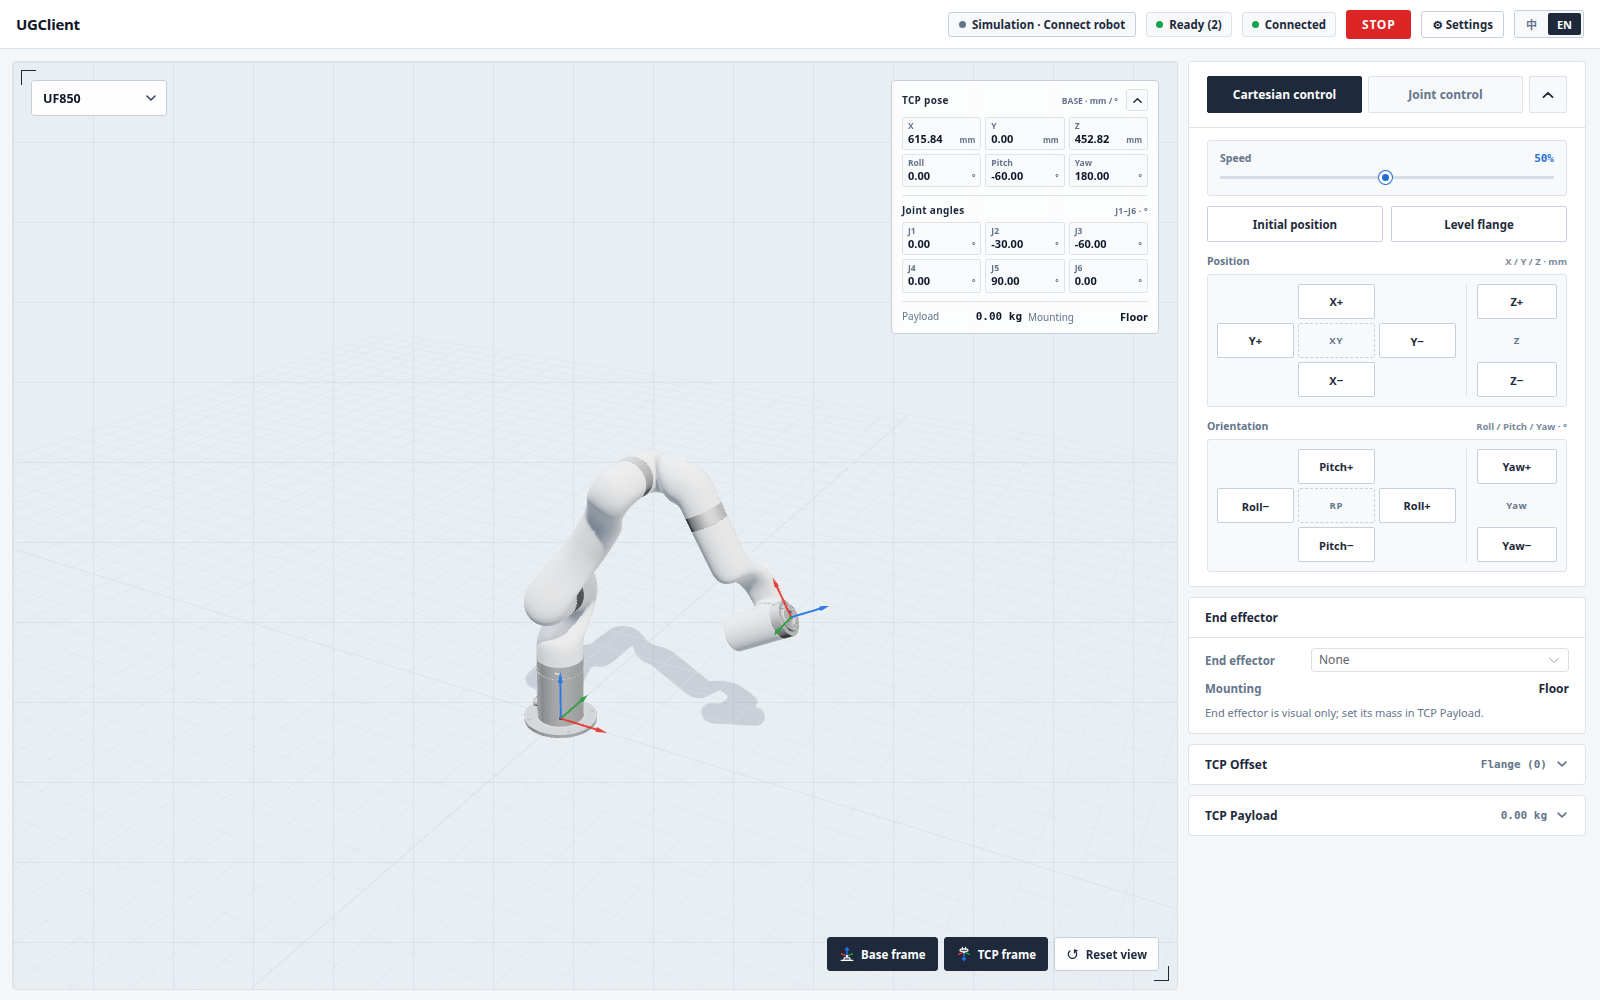 UGClient
Simulation · Connect robot
Ready (2)
Connected
STOP
⚙ Settings
中
EN
UF850
TCP pose
BASE · mm / °
X
615.84 mm
Y
0.00 mm
Z
452.82 mm
Roll
0.00 °
Pitch
-60.00 °
Yaw
180.00 °
Joint angles
J1–J6 · °
J1
0.00 °
J2
-30.00 °
J3
-60.00 °
J4
0.00 °
J5
90.00 °
J6
0.00 °
Payload 0.00 kg
Mounting Floor
Base frame
TCP frame
Reset view
Cartesian control
Joint control
Speed 50%
Initial position
Level flange
Position
X / Y / Z · mm
X+
Z+
Y+
XY
Y−
Z
X−
Z−
Orientation
Roll / Pitch / Yaw · °
Pitch+
Yaw+
Roll−
RP
Roll+
Yaw
Pitch−
Yaw−
End effector
End effector
None
Mounting Floor
End effector is visual only; set its mass in TCP Payload.
TCP Offset Flange (0)
TCP Payload 0.00 kg